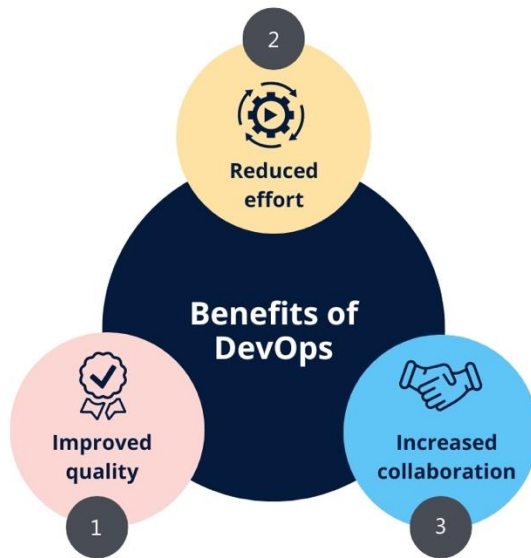 2
Reduced
effort
Benefits of
DevOps
Improved
quality
1
Increased
collaboration
3